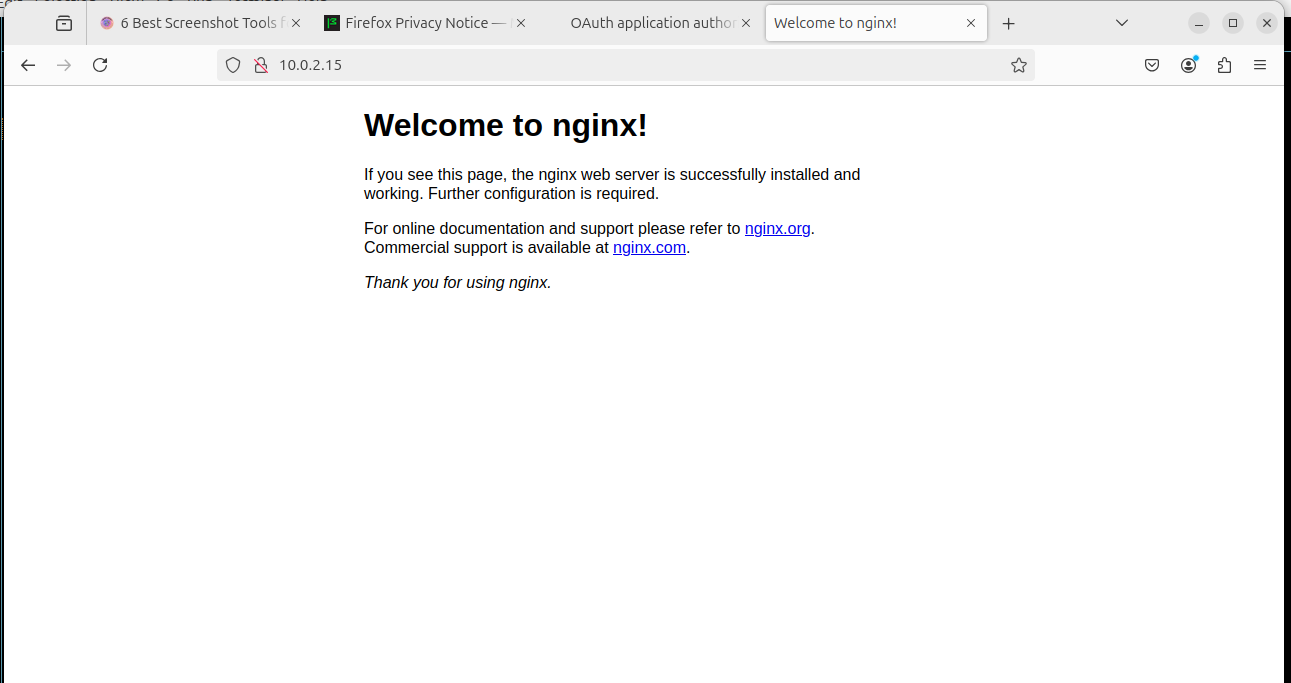 6 Best Screenshot Tools f
Firefox Privacy Notice —
OAuth application author
Welcome to nginx!
10.0.2.15
Welcome to nginx!
If you see this page, the nginx web server is successfully installed and
working. Further configuration is required.
For online documentation and support please refer to nginx.org.
Commercial support is available at nginx.com.
Thank you for using nginx.